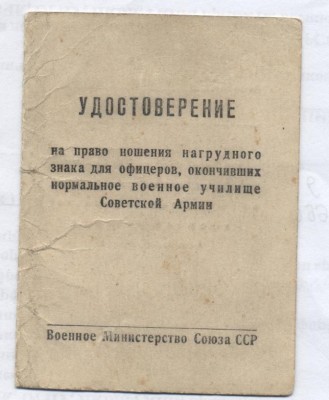 УДОСТОВЕРЕНИЕ
на право ношения нагрудного
знака для офицеров, окончивших
нормальное военное училище
Советской Армии
Военное Министерство Союза ССР